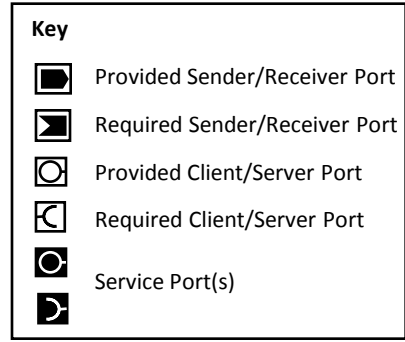 Key
Provided Sender/Receiver Port
Required Sender/Receiver Port
Provided Client/Server Port
Required Client/Server Port
Service Port(s)